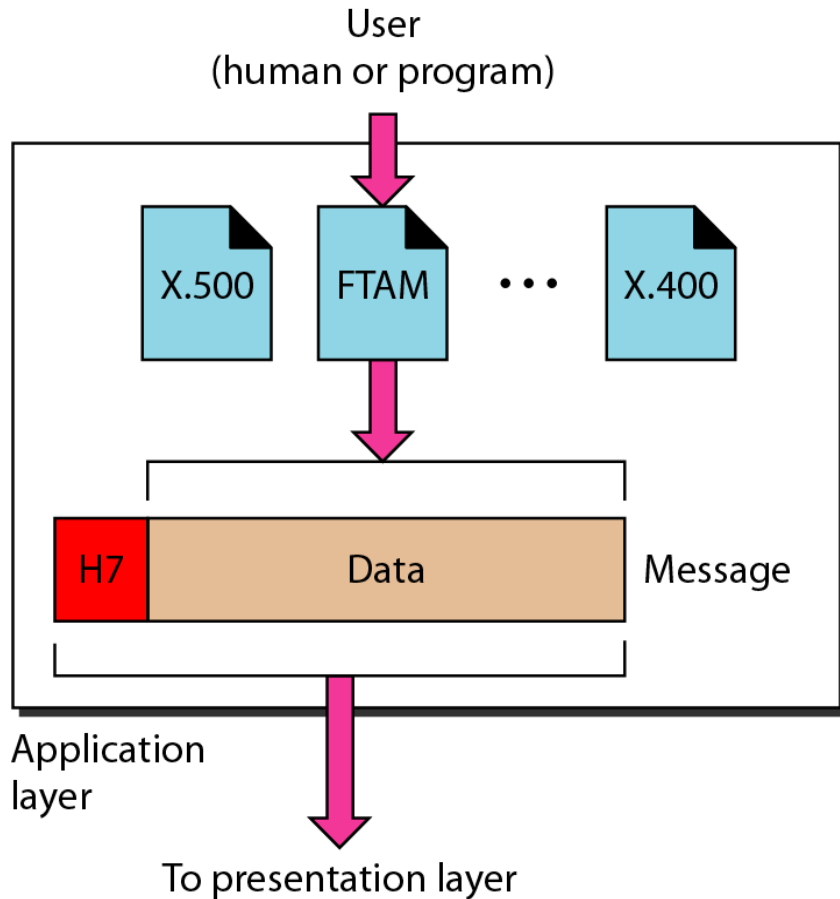 User
(human or program)
X.500
FTAM
...
X.400
H7
Data
Message
Application
layer
To presentation layer